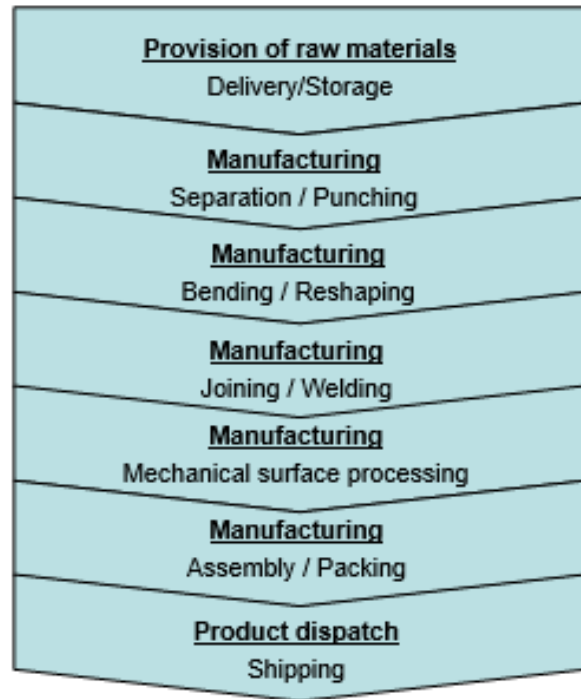 Provision of raw materials
Delivery/Storage
Manufacturing
Separation / Punching
Manufacturing
Bending / Reshaping
Manufacturing
Joining / Welding
Manufacturing
Mechanical surface processing
Manufacturing
Assembly / Packing
Product dispatch
Shipping